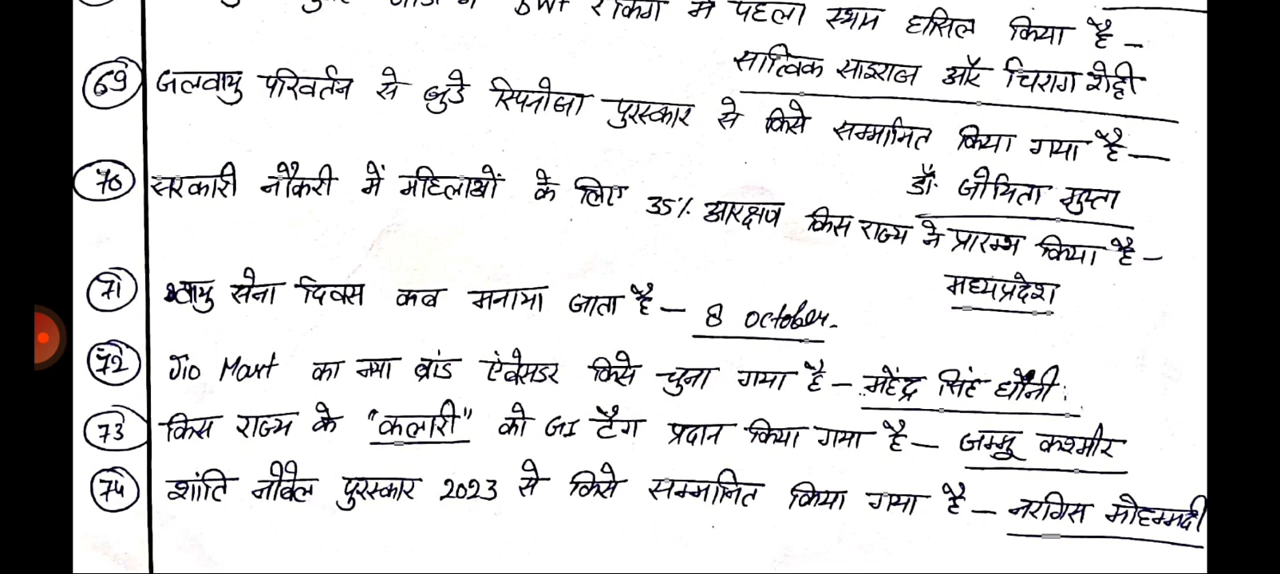 BWF रैंकिंग में पहला स्थान हासिल किया है –
सात्विक साइराज और चिराग शेट्टी
69 जलवायु परिवर्तन से जुडे स्पिनोजा पुरस्कार से किसे सम्मानित किया गया है –
डॉ. जोयिता गुप्ता
70 सरकारी नौकरी में महिलाओं के लिए 35% आरक्षण किस राज्य ने प्रारम्भ किया है –
मध्यप्रदेश
71 वायु सेना दिवस कब मनाया जाता है – 8 october.
72 Jio Mart का नया ब्रांड ऐंबेसडर किसे चुना गया है – महेंद्र सिंह धौनी
73 किस राज्य के "कलारी" को GI टैग प्रदान किया गया है – जम्मू कश्मीर
74 शांति नोबेल पुरस्कार 2023 से किसे सम्मानित किया गया है – नरगिस मोहम्मदी